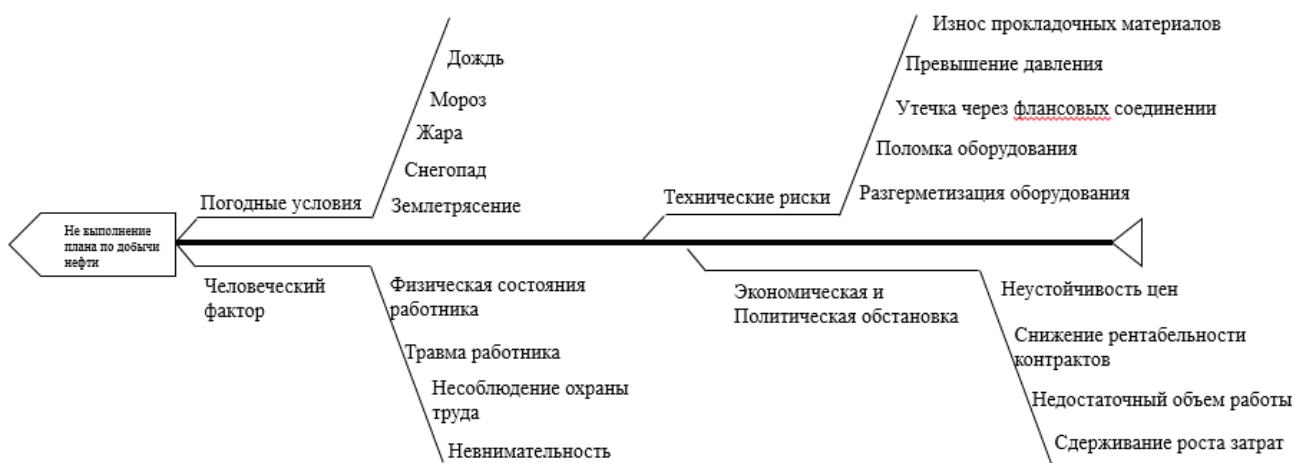 Не выполнение
плана по добычи
нефти
Погодные условия
Дождь
Мороз
Жара
Снегопад
Землетрясение
Технические риски
Износ прокладочных материалов
Превышение давления
Утечка через флансовых соединении
Поломка оборудования
Разгерметизация оборудования
Человеческий
фактор
Физическая состояния
работника
Травма работника
Несоблюдение охраны
труда
Невнимательность
Экономическая и
Политическая обстановка
Неустойчивость цен
Снижение рентабельности
контрактов
Недостаточный объем работы
Сдерживание роста затрат